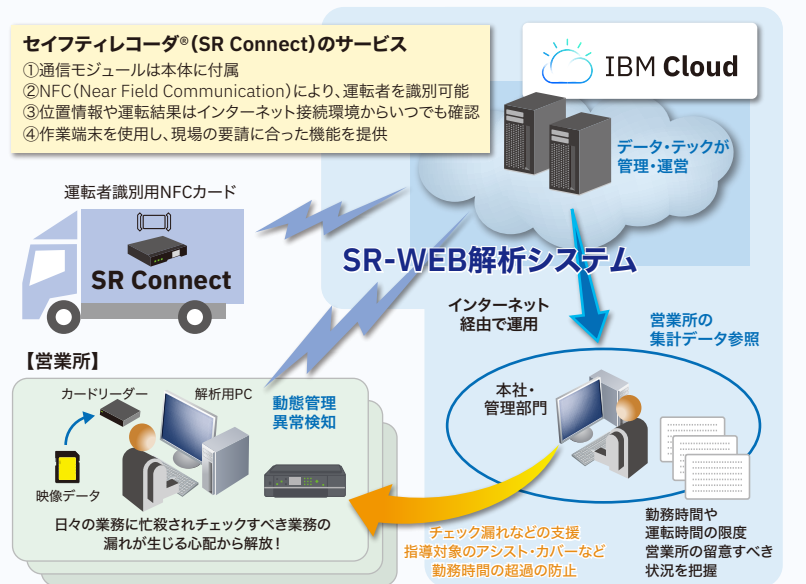 セイフティレコーダ®(SR Connect)のサービス
①通信モジュールは本体に付属
②NFC(Near Field Communication)により、運転者を識別可能
③位置情報や運転結果はインターネット接続環境からいつでも確認
④作業端末を使用し、現場の要請に合った機能を提供
IBM Cloud
データ・テックが
管理・運営
運転者識別用NFCカード
SR Connect
SR-WEB解析システム
インターネット
経由で運用
営業所の
集計データ参照
【営業所】
カードリーダー
解析用PC
動態管理
異常検知
映像データ
日々の業務に忙殺されチェックすべき業務の
漏れが生じる心配から解放!
本社・
管理部門
チェック漏れなどの支援
指導対象のアシスト・カバーなど
勤務時間の超過の防止
勤務時間や
運転時間の限度
営業所の留意すべき
状況を把握